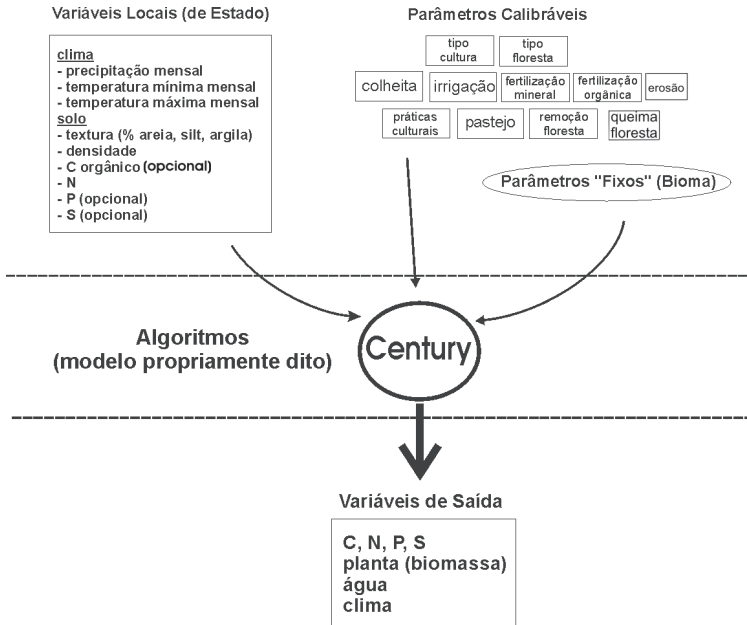 Variáveis Locais (de Estado)
clima
- precipitação mensal
- temperatura mínima mensal
- temperatura máxima mensal
solo
- textura (% areia, silt, argila)
- densidade
- C orgânico (opcional)
- N
- P (opcional)
- S (opcional)
Parâmetros Calibráveis
tipo
cultura
tipo
floresta
colheita
irrigação
fertilização
mineral
fertilização
orgânica
erosão
práticas
culturais
pastejo
remoção
floresta
queima
floresta
Parâmetros "Fixos" (Bioma)
Algoritmos
(modelo propriamente dito)
Century
Variáveis de Saída
C, N, P, S
planta (biomassa)
água
clima